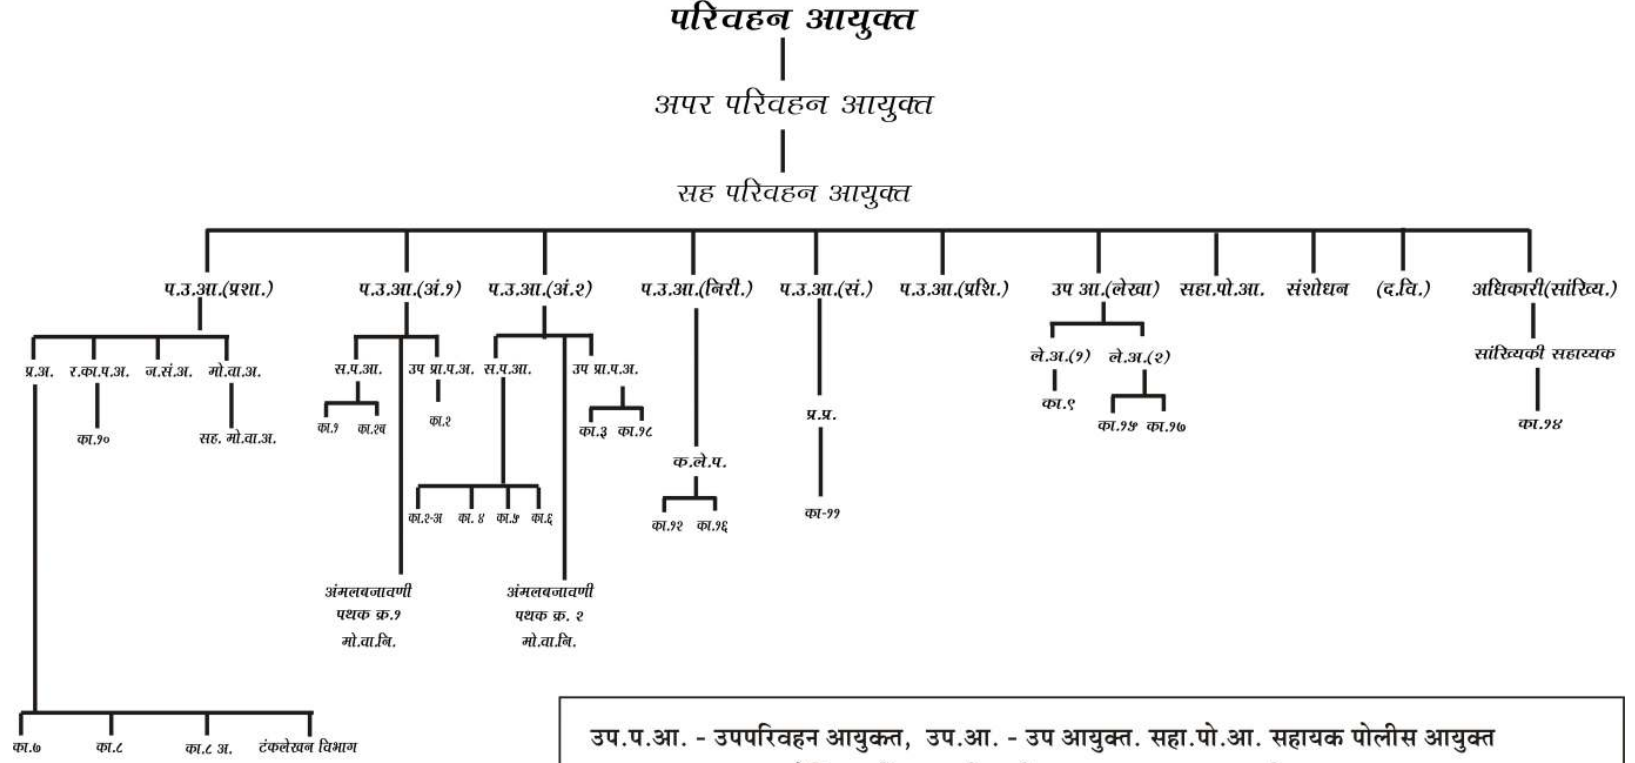 परिवहन आयुक्त
अपर परिवहन आयुक्त
सह परिवहन आयुक्त
प.उ.आ.(प्रशा.) प.उ.आ.(अं.१) प.उ.आ.(अं.२) प.उ.आ.(निरी.) प.उ.आ.(सं.) प.उ.आ.(प्रशि.) उप आ.(लेखा) सहा.पो.आ. संशोधन (द.वि.) अधिकारी(सांख्यि.)
ले.अ.(१) ले.अ.(२) सांख्यिकी सहाय्यक
प्र.अ. र.का.प.अ. ज.सं.अ. मो.वा.अ. स.प.आ. उप प्रा.प.अ. स.प.आ. उप प्रा.प.अ.
का.९
प्र.प्र.
का.१ का.२ब का.२ का.३ का.१८ का.१५ का.१७ का.१४
का.१० सह. मो.वा.अ.
क.ले.प.
का.२-अ का. ४ का.५ का.६ का.१२ का.१६ का-११
अंमलबजावणी अंमलबजावणी
पथक क्र.१ पथक क्र. २
मो.वा.नि. मो.वा.नि.
का.७ का.८ का.८ अ. टंकलेखन विभाग
उप.प.आ. - उपपरिवहन आयुक्त, उप.आ. - उप आयुक्त. सहा.पो.आ. सहायक पोलीस आयुक्त